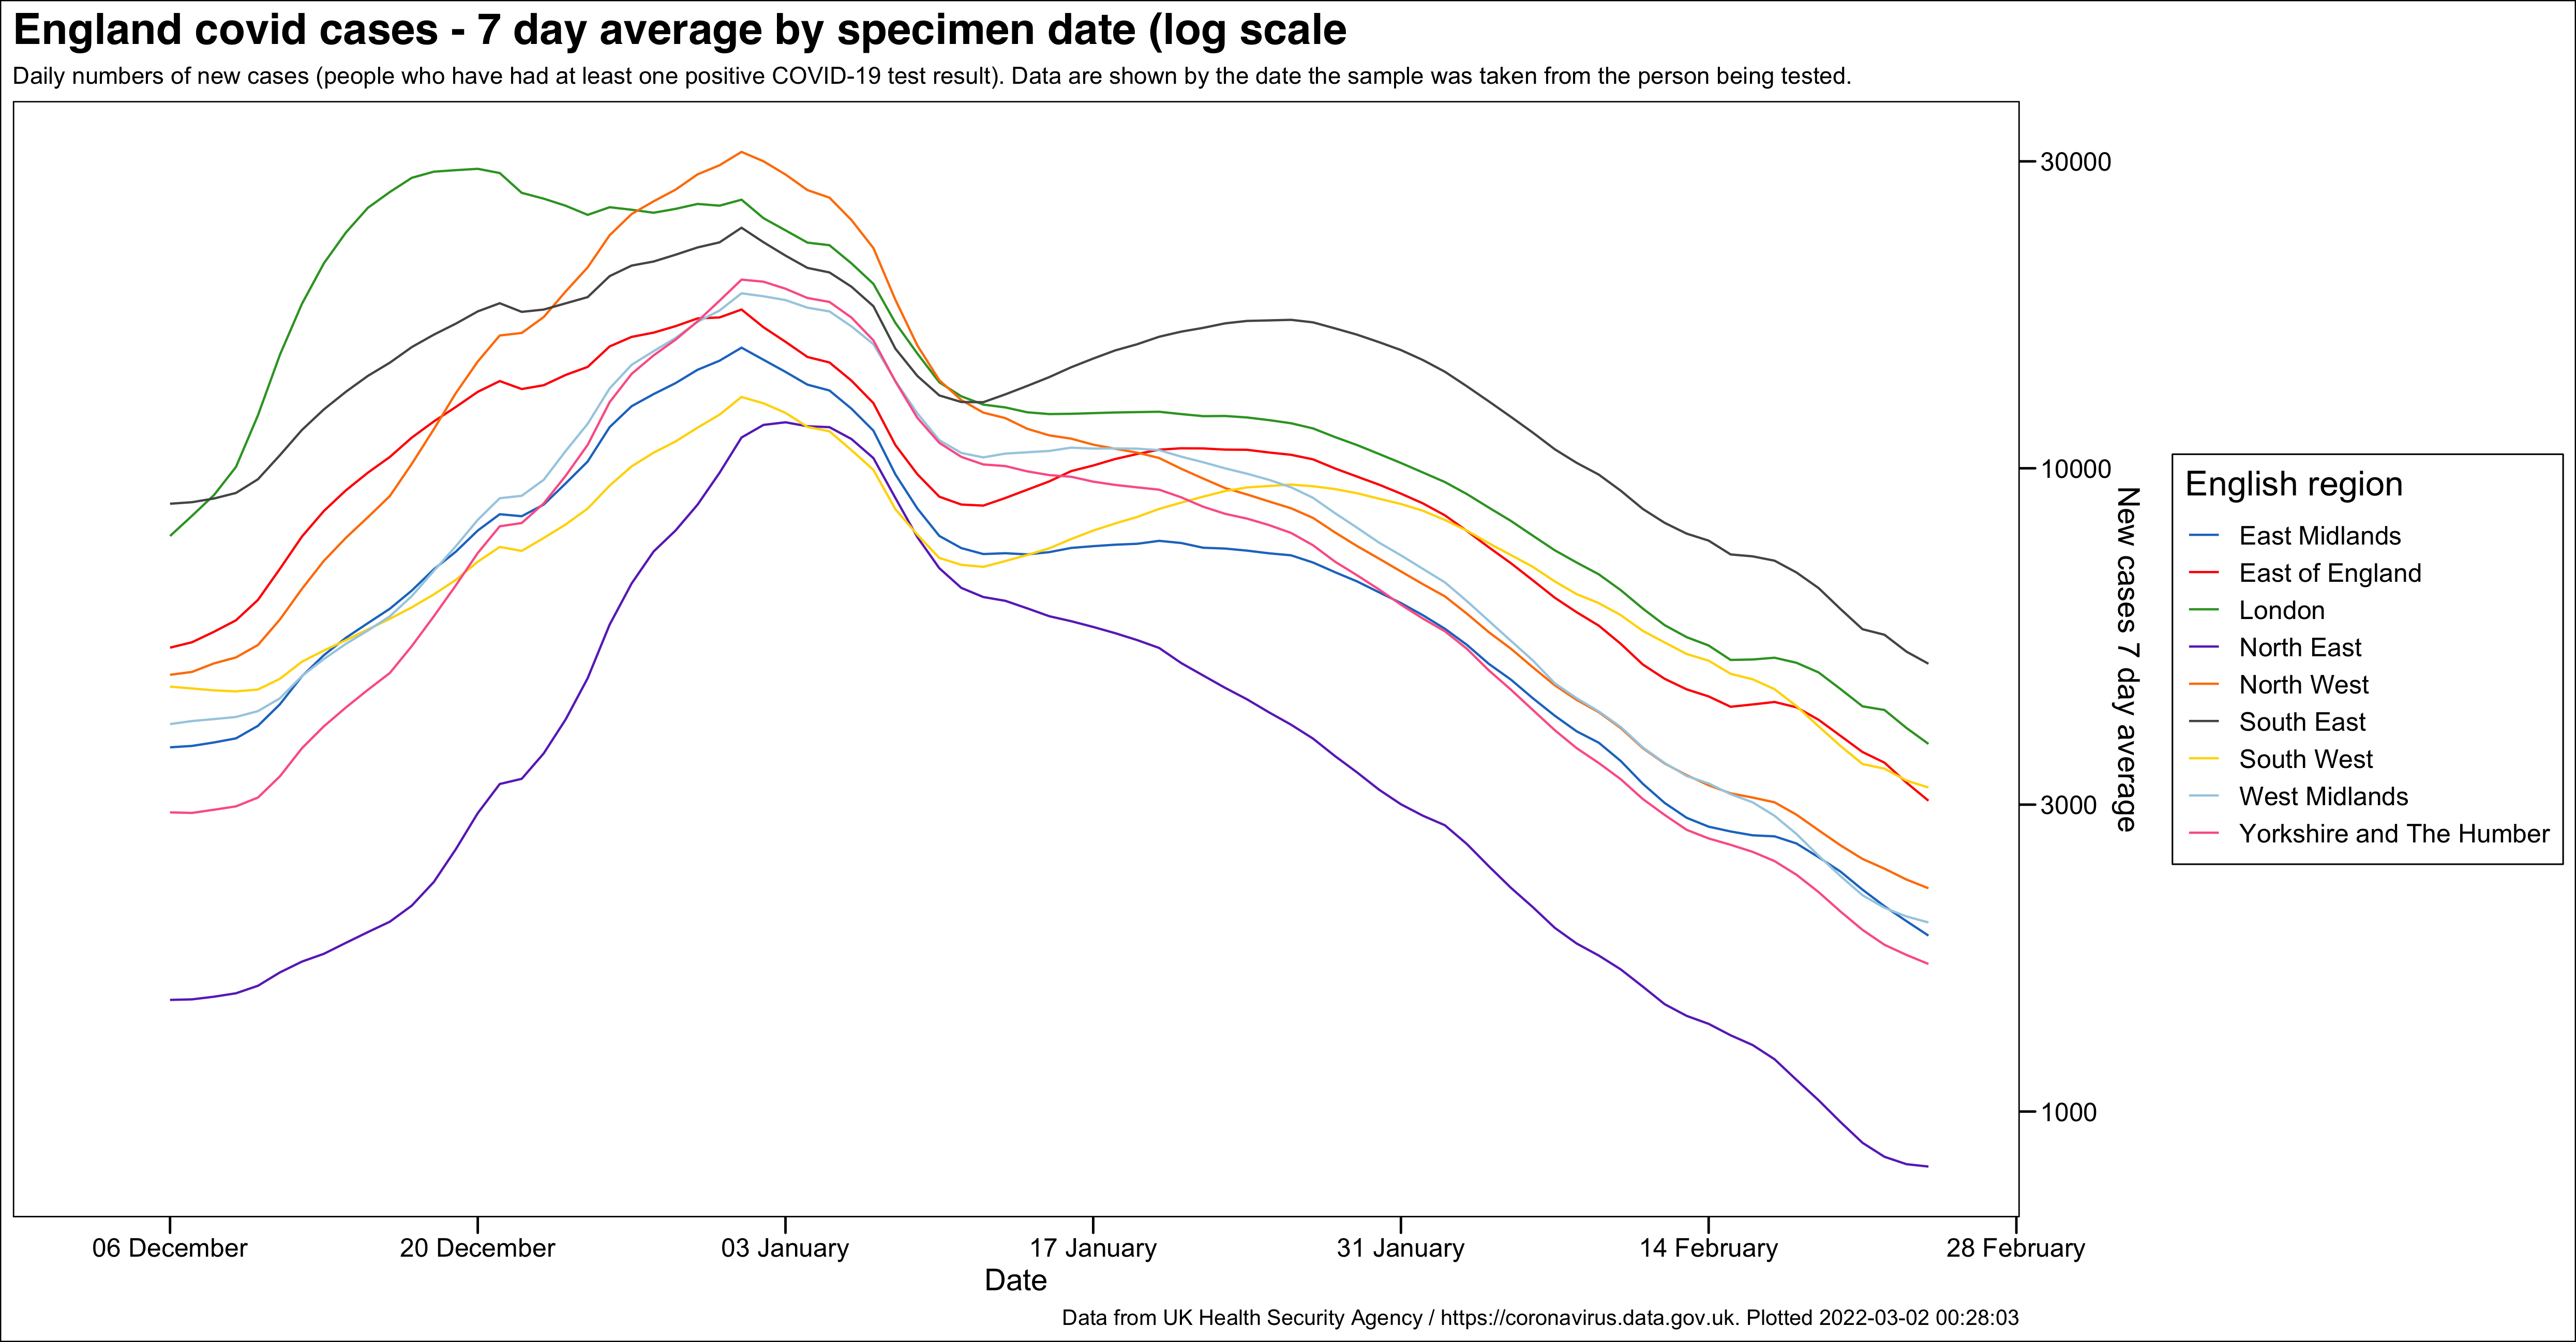 England covid cases - 7 day average by specimen date (log scale
Daily numbers of new cases (people who have had at least one positive COVID-19 test result). Data are shown by the date the sample was taken from the person being tested.
30000
10000
3000
1000
New cases 7 day average
English region
East Midlands
East of England
London
North East
North West
South East
South West
West Midlands
Yorkshire and The Humber
06 December
20 December
03 January
17 January
31 January
14 February
28 February
Date
Data from UK Health Security Agency / https://coronavirus.data.gov.uk. Plotted 2022-03-02 00:28:03